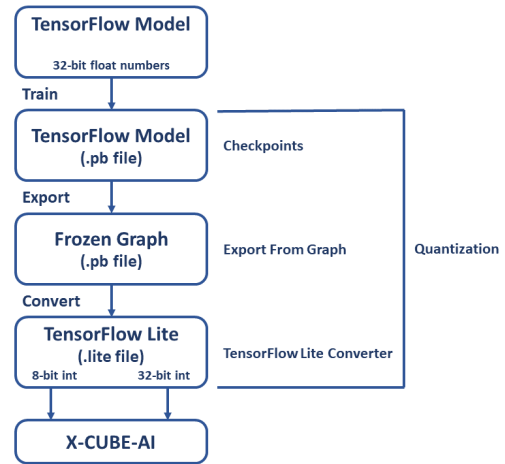 TensorFlow Model
32-bit float numbers
Train
TensorFlow Model
(.pb file)
Checkpoints
Export
Frozen Graph
(.pb file)
Export From Graph
Quantization
Convert
TensorFlow Lite
(.lite file)
8-bit int 32-bit int
TensorFlow Lite Converter
X-CUBE-AI